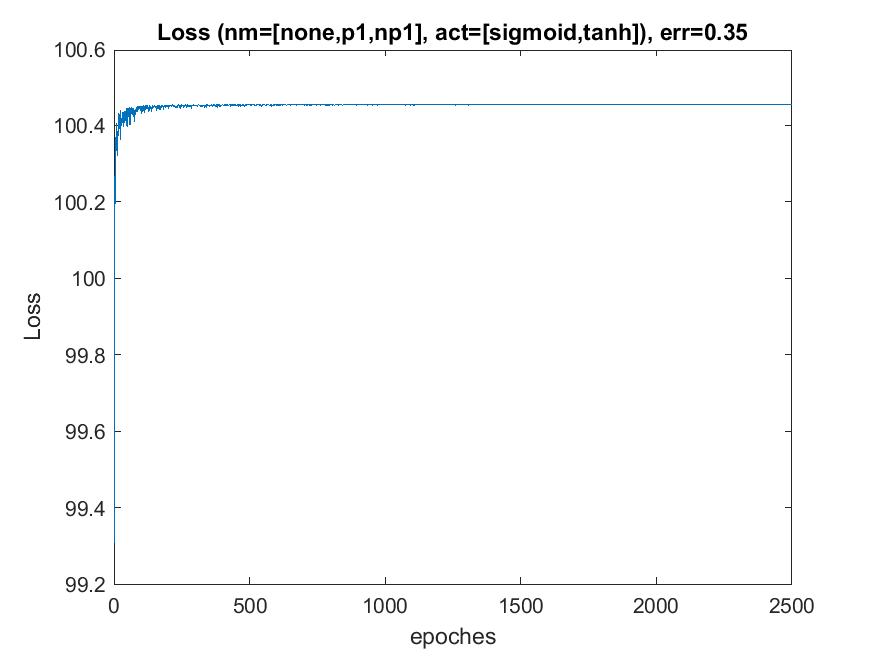 Loss (nm=[none,p1,np1], act=[sigmoid,tanh]), err=0.35
100.6
100.4
100.2
100
99.8
99.6
99.4
99.2
Loss
0 500 1000 1500 2000 2500
epoches